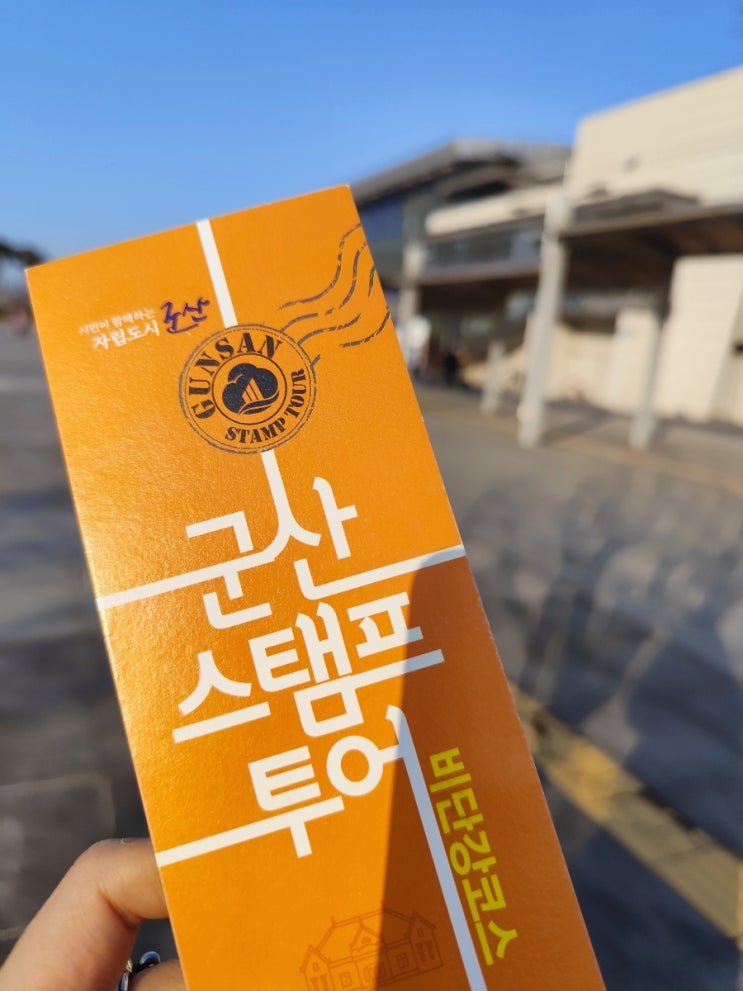 시민이 함께하는
자립도시 군산
GUNSAN
STAMP TOUR
군산
스탬프
투어
비단강코스